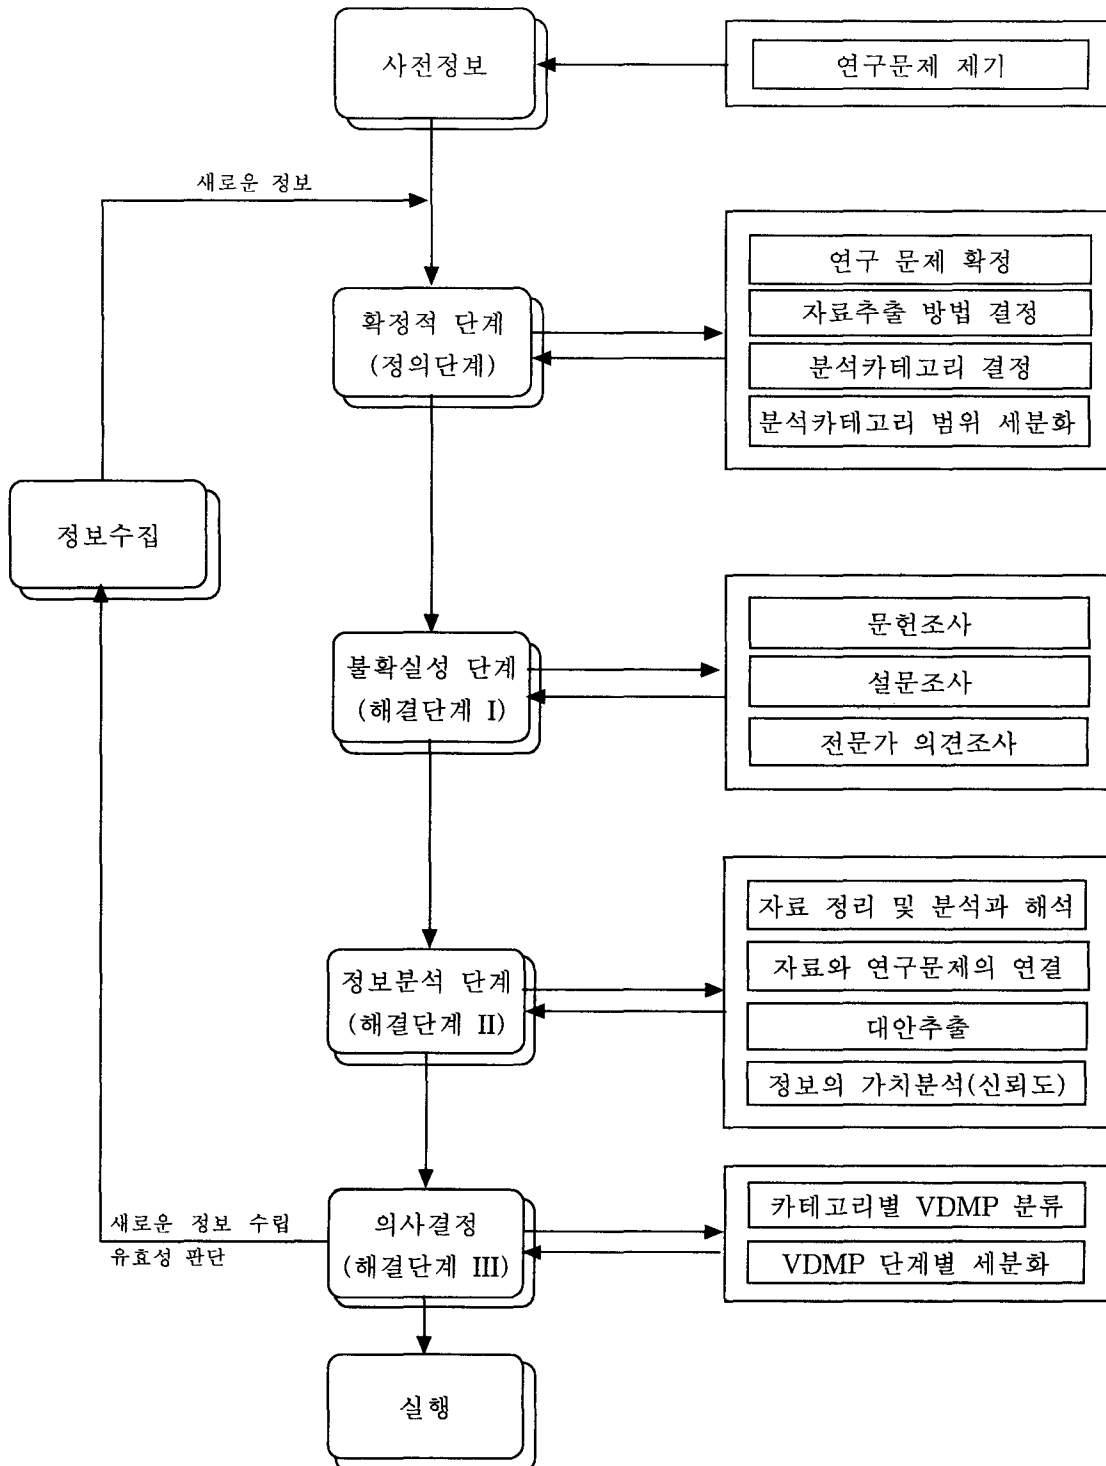 사전정보
연구문제 제기
새로운 정보
확정적 단계
(정의단계)
연구 문제 확정
자료추출 방법 결정
분석카테고리 결정
분석카테고리 범위 세분화
정보수집
불확실성 단계
(해결단계 I)
문헌조사
설문조사
전문가 의견조사
정보분석 단계
(해결단계 II)
자료 정리 및 분석과 해석
자료와 연구문제의 연결
대안추출
정보의 가치분석(신뢰도)
새로운 정보 수립
유효성 판단
의사결정
(해결단계 III)
카테고리별 VDMP 분류
VDMP 단계별 세분화
실행